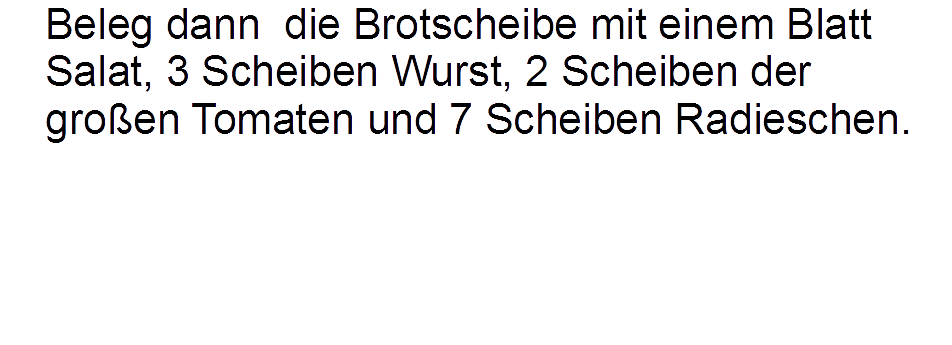 Beleg dann  die Brotscheibe mit einem Blatt
Salat, 3 Scheiben Wurst, 2 Scheiben der
großen Tomaten und 7 Scheiben Radieschen.